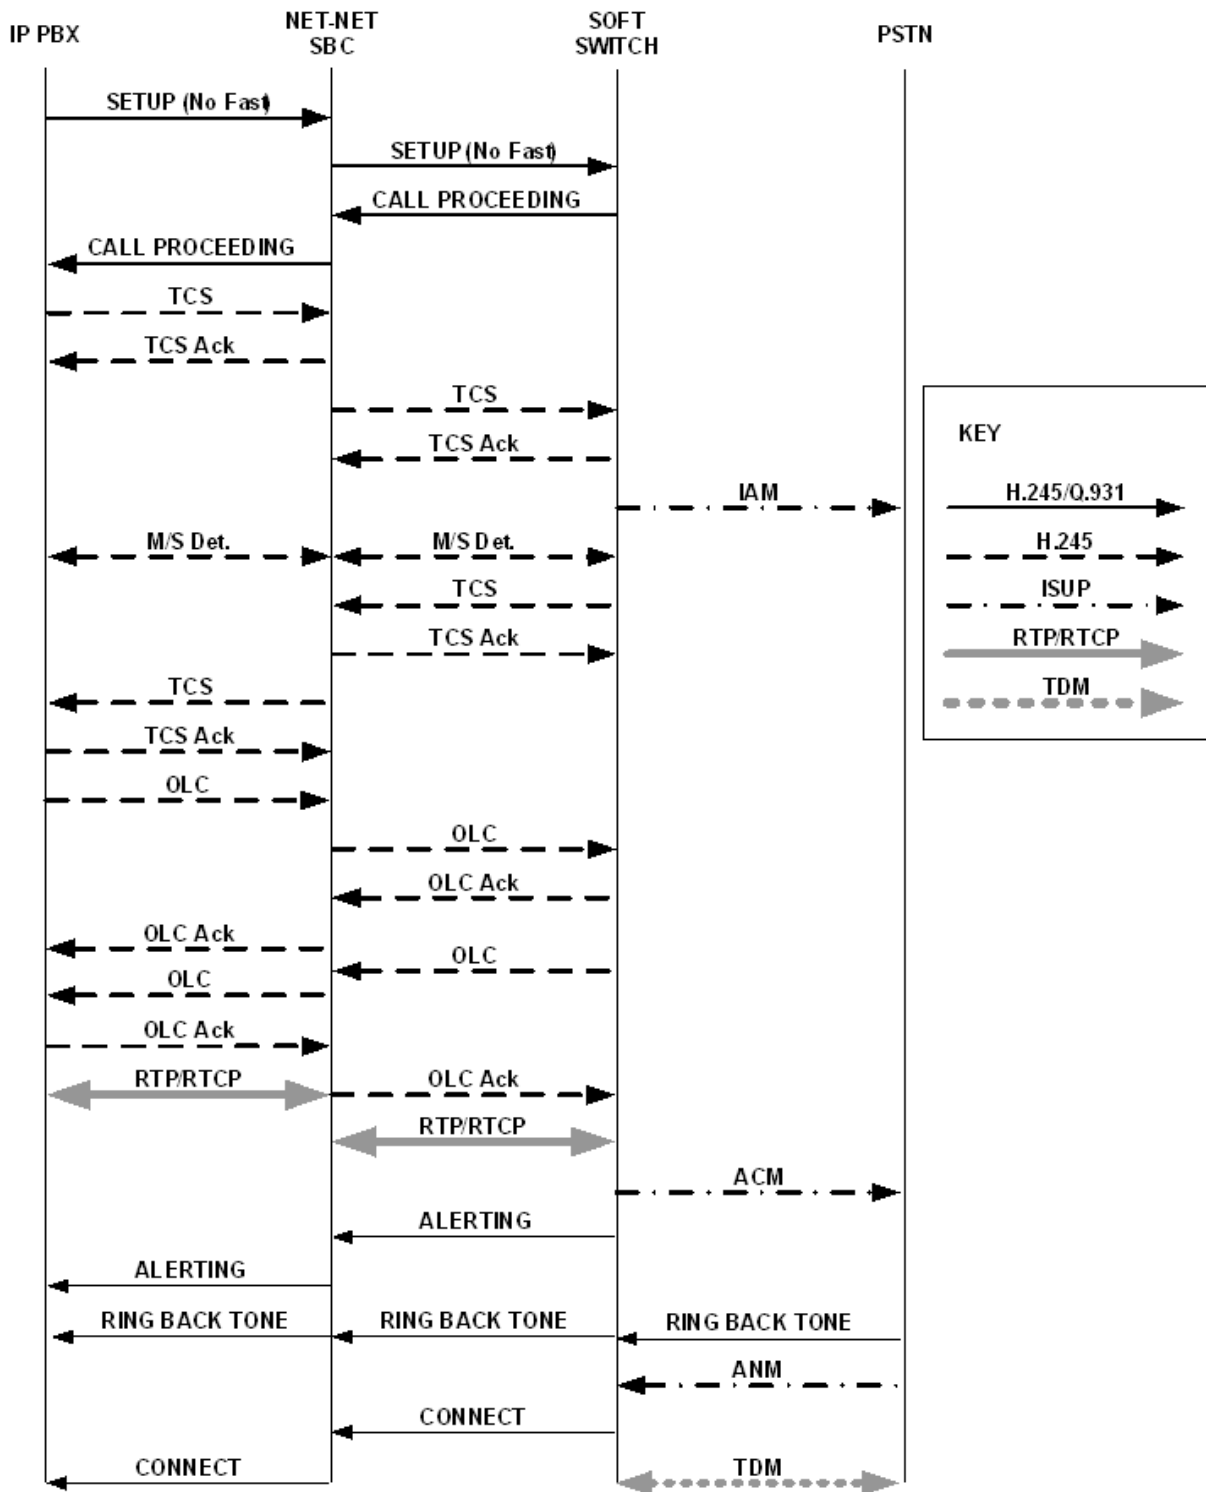 IP PBX
NET-NET
SBC
SOFT
SWITCH
PSTN
SETUP (No Fast)
SETUP (No Fast)
CALL PROCEEDING
CALL PROCEEDING
TCS
TCS Ack
TCS
TCS Ack
IAM
M/S Det.
M/S Det.
TCS
TCS Ack
TCS
TCS Ack
OLC
OLC
OLC Ack
OLC Ack
OLC
OLC
OLC Ack
RTP/RTCP
OLC Ack
RTP/RTCP
ACM
ALERTING
ALERTING
RING BACK TONE
RING BACK TONE
RING BACK TONE
ANM
CONNECT
CONNECT
TDM
KEY
H.245/Q.931
H.245
ISUP
RTP/RTCP
TDM